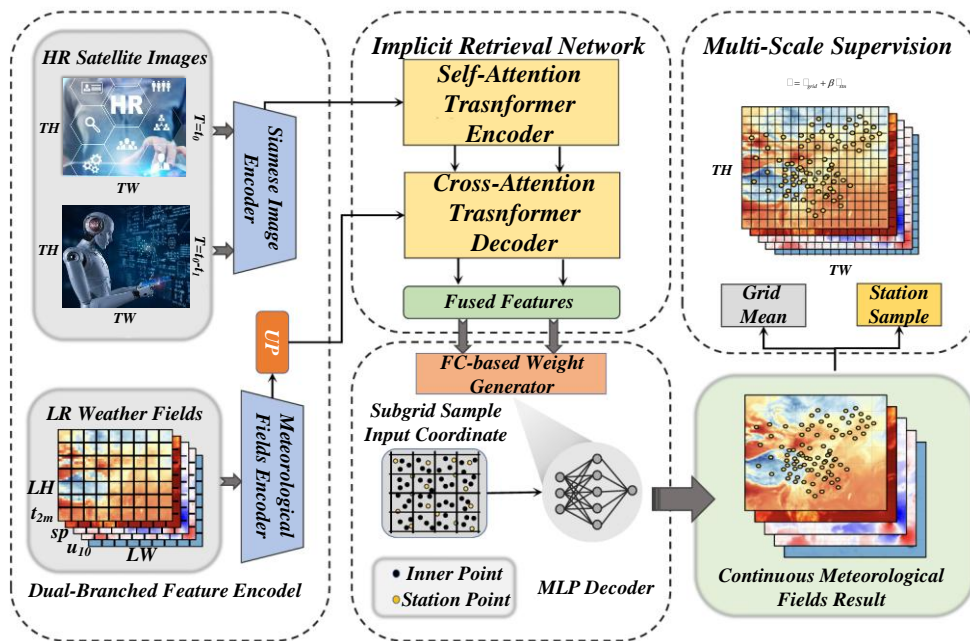 HR Satellite Images
HR
TH
TW
T=t0
TH
TW
T=t0-t1
Siamese Image
Encoder
UP
LR Weather Fields
LH
t2m
sp
u10
LW
Meteorological
Fields Encoder
Dual-Branched Feature Encodel
Implicit Retrieval Network
Self-Attention
Trasnformer
Encoder
Cross-Attention
Trasnformer
Decoder
Fused Features
FC-based Weight
Generator
Subgrid Sample
Input Coordinate
Inner Point
Station Point
MLP Decoder
Multi-Scale Supervision
TH
TW
Grid
Mean
Station
Sample
Continuous Meteorological
Fields Result